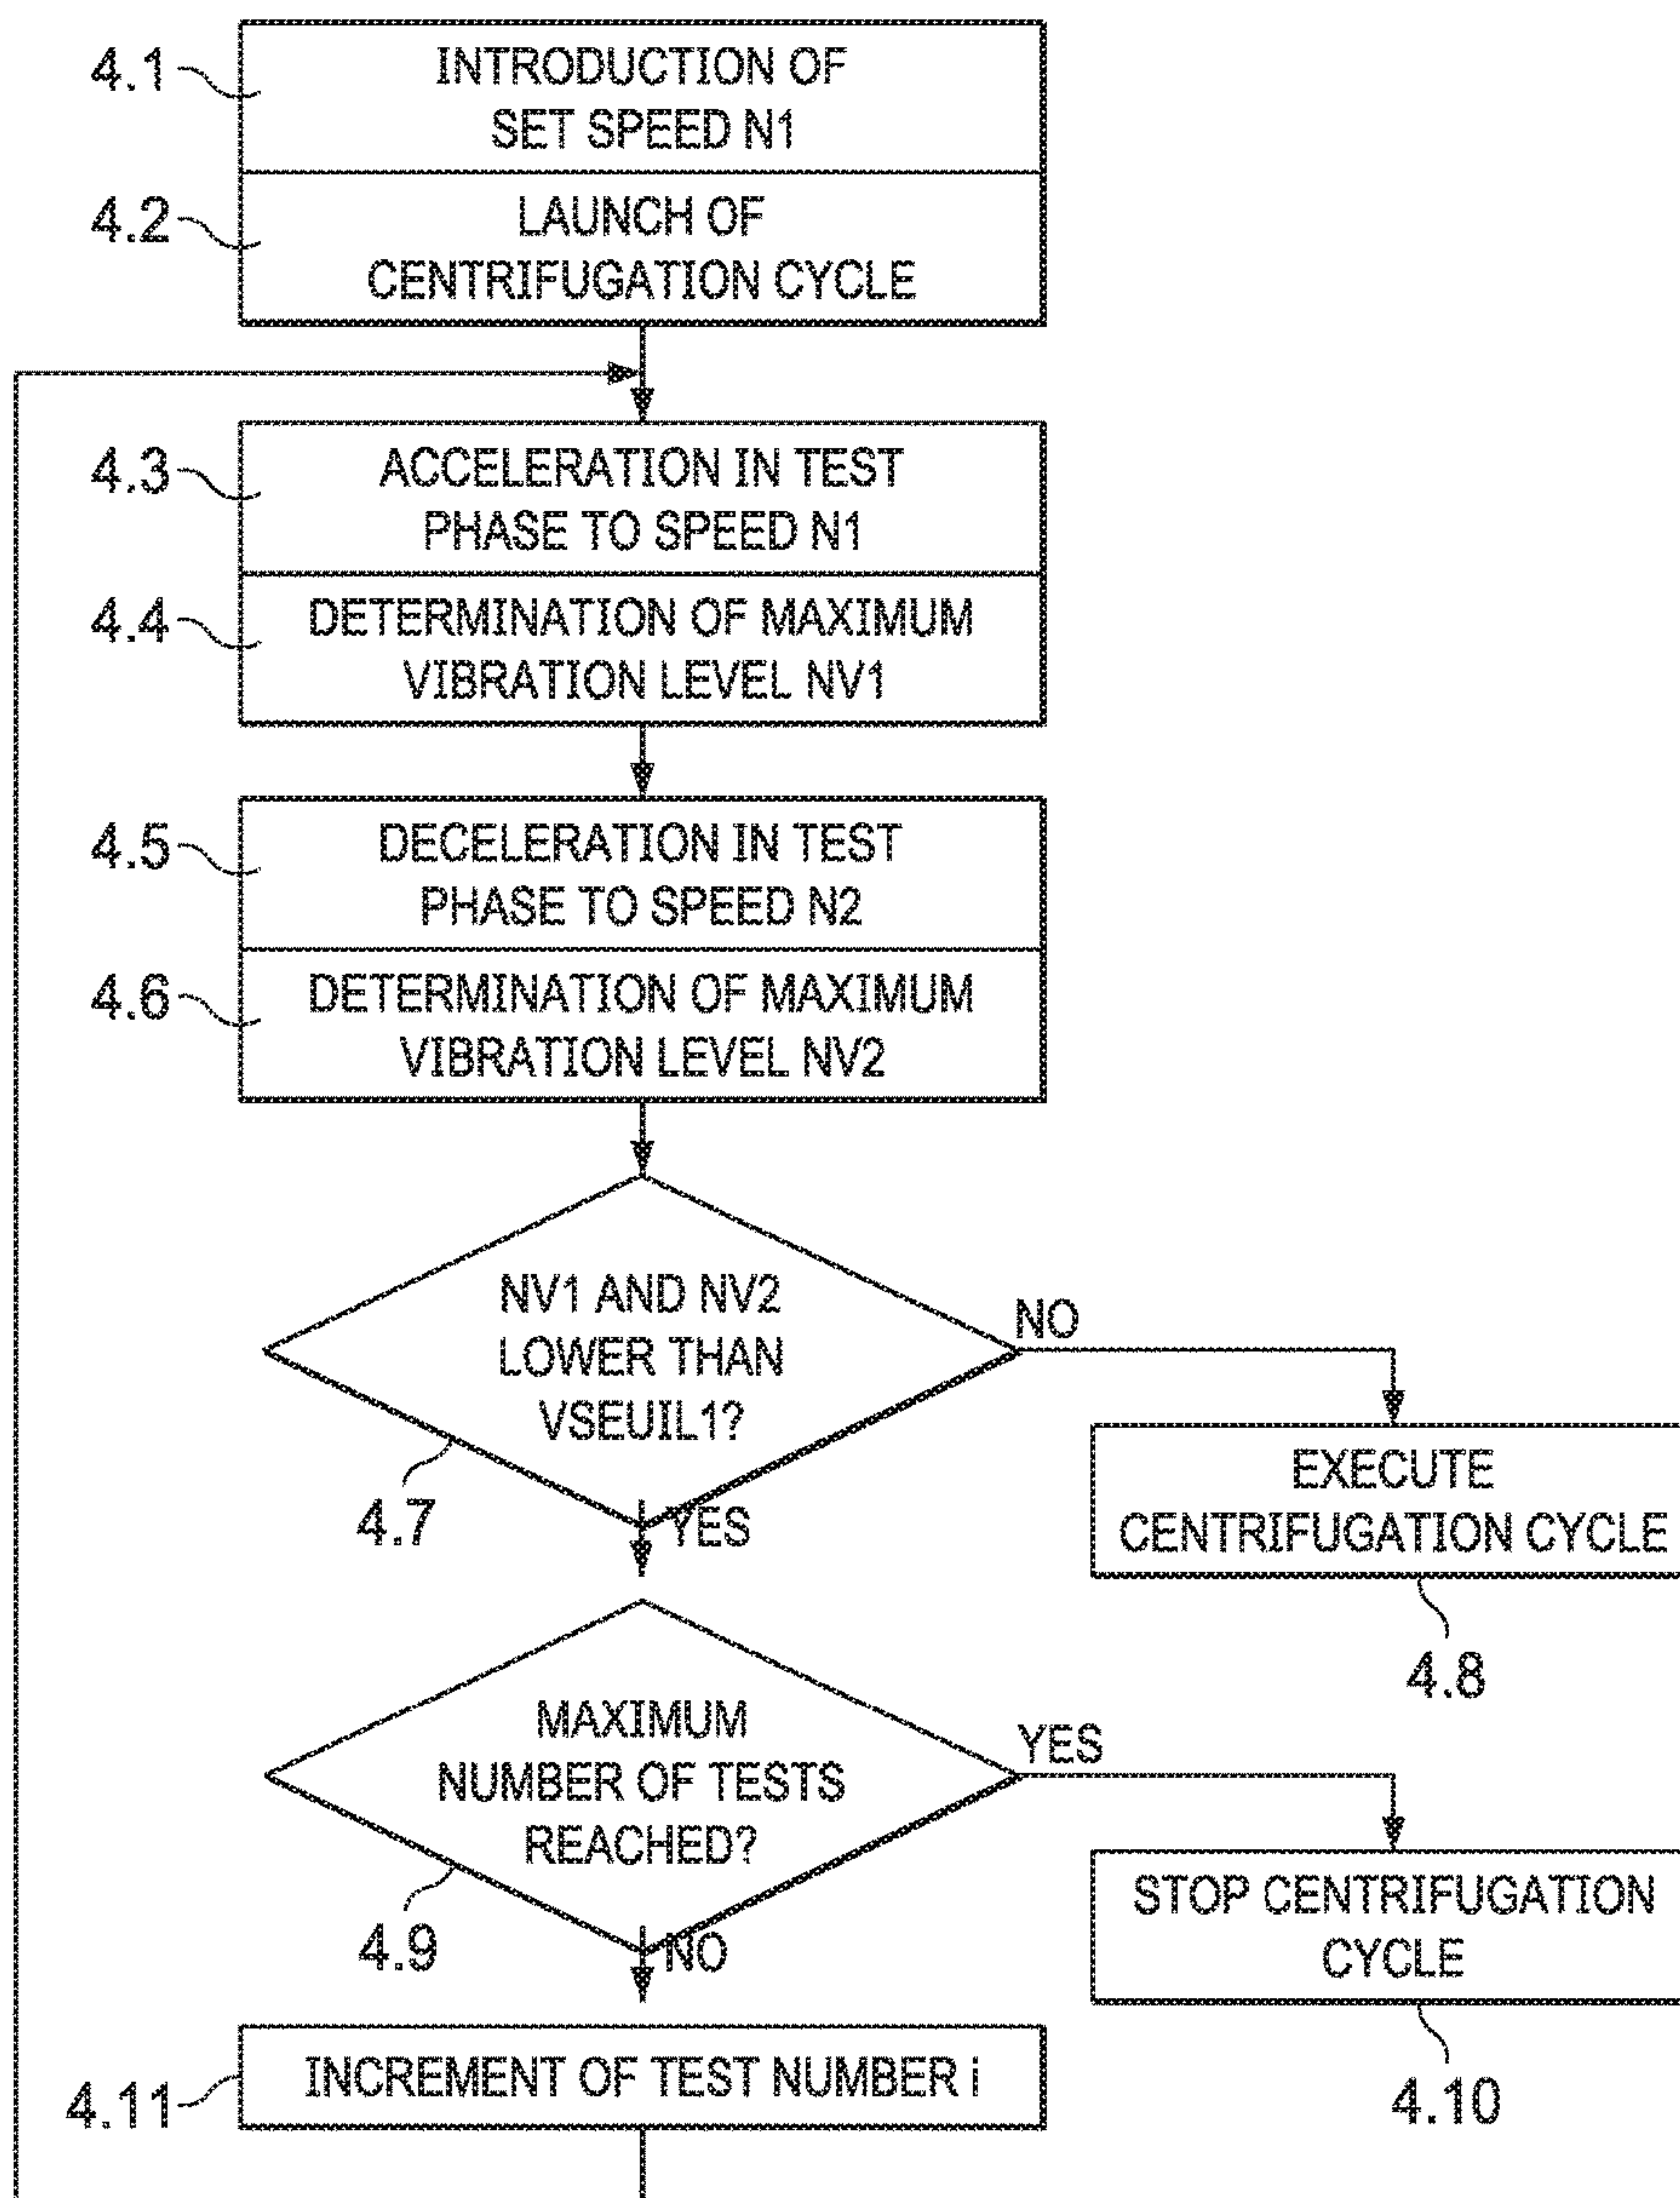 4.1
INTRODUCTION OF
SET SPEED N1
4.2
LAUNCH OF
CENTRIFUGATION CYCLE
4.3
ACCELERATION IN TEST
PHASE TO SPEED N1
4.4
DETERMINATION OF MAXIMUM
VIBRATION LEVEL NV1
4.5
DECELERATION IN TEST
PHASE TO SPEED N2
4.6
DETERMINATION OF MAXIMUM
VIBRATION LEVEL NV2
NV1 AND NV2
LOWER THAN
VSEUIL1?
NO
4.7
YES
EXECUTE
CENTRIFUGATION CYCLE
4.8
MAXIMUM
NUMBER OF TESTS
REACHED?
YES
4.9
NO
STOP CENTRIFUGATION
CYCLE
4.10
4.11
INCREMENT OF TEST NUMBER i